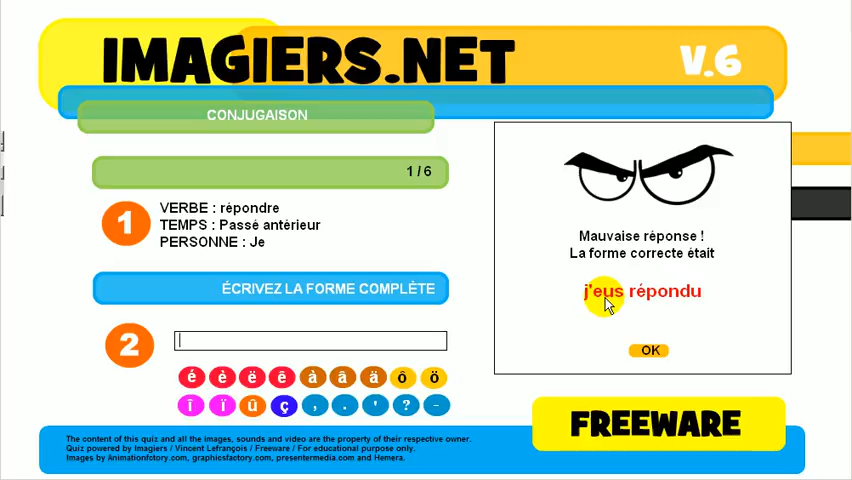 IMAGIERS.NET
V.6
CONJUGAISON
1 / 6
1
VERBE : répondre
TEMPS : Passé antérieur
PERSONNE : Je
ÉCRIVEZ LA FORME COMPLÈTE
2
é è ë ê à â ä ô ö
î ï û ç , . ' ? -
Mauvaise réponse !
La forme correcte était
j'eus répondu
OK
FREEWARE
The content of this quiz and all the images, sounds and video are the property of their respective owner.
Quiz powered by Imagiers / Vincent Lefrançois / Freeware / For educational purpose only.
Images by Animationfctory.com, graphicsfactory.com, presentermedia.com and Hemera.